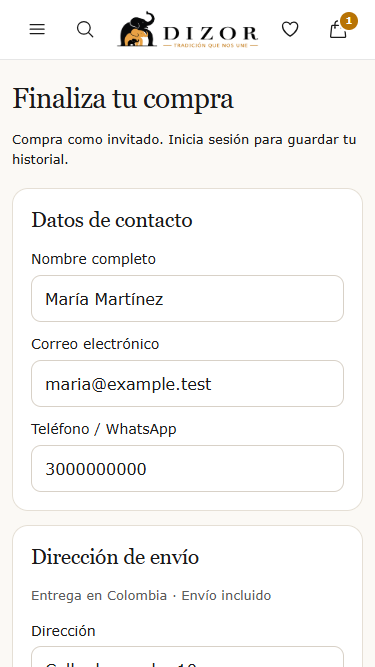 DIZOR
TRADICIÓN QUE NOS UNE
1
Finaliza tu compra
Compra como invitado. Inicia sesión para guardar tu
historial.
Datos de contacto
Nombre completo
María Martínez
Correo electrónico
maria@example.test
Teléfono / WhatsApp
3000000000
Dirección de envío
Entrega en Colombia · Envío incluido
Dirección